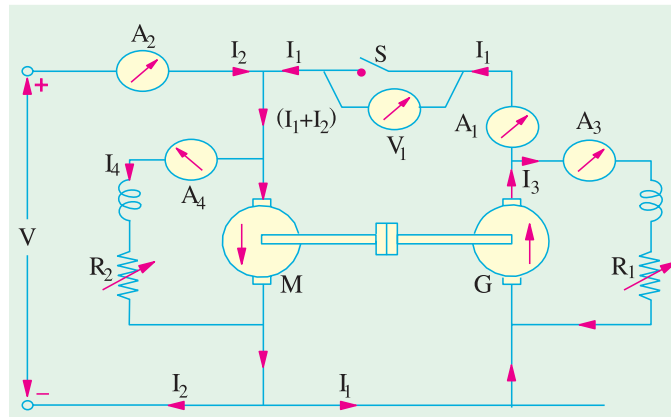 A2
I2
I1
S
I1
+
(I1+I2)
V1
A1
A3
I4
A4
I3
V
R2
M
G
R1
−
I2
I1